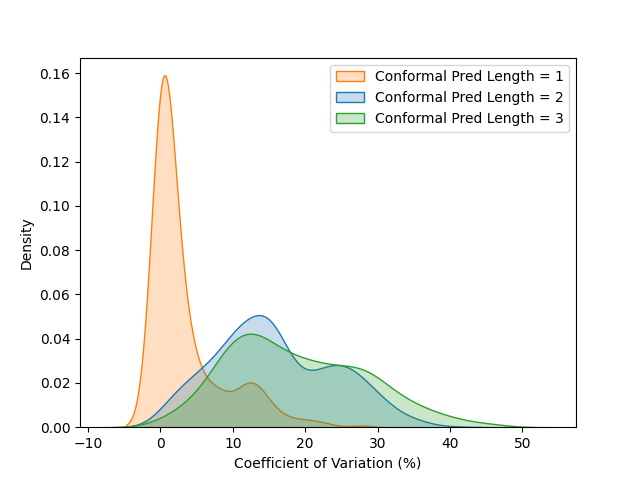 0.16
0.14
0.12
0.10
0.08
0.06
0.04
0.02
0.00
Density
−10 0 10 20 30 40 50
Coefficient of Variation (%)
Conformal Pred Length = 1
Conformal Pred Length = 2
Conformal Pred Length = 3